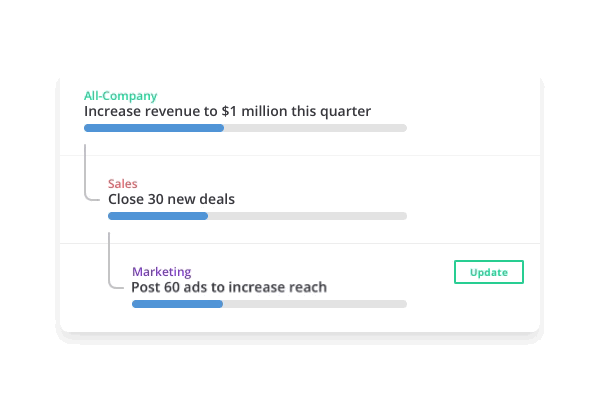 All-Company
Increase revenue to $1 million this quarter
Sales
Close 30 new deals
Marketing
Update
Post 60 ads to increase reach